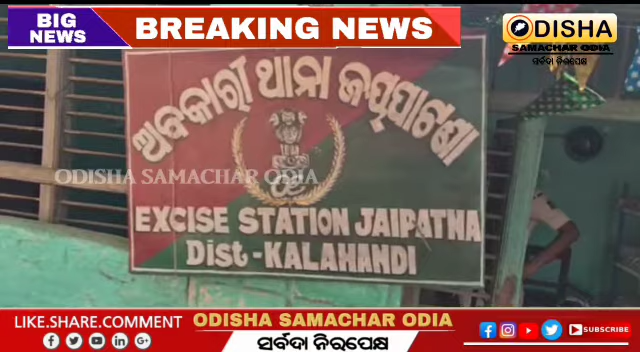 BIG
NEWS
BREAKING NEWS
ODISHA
SAMACHAR ODIA
ସର୍ବଦା ନିରପେକ୍ଷ
ଅବକାରୀ ଥାନା ଜୟପାଟଣା
ODISHA SAMACHAR ODIA
EXCISE STATION JAIPATNA
Dist-KALAHANDI
LIKE.SHARE.COMMENT
ODISHA SAMACHAR ODIA
ସର୍ବଦା ନିରପେକ୍ଷ
SUBSCRIBE